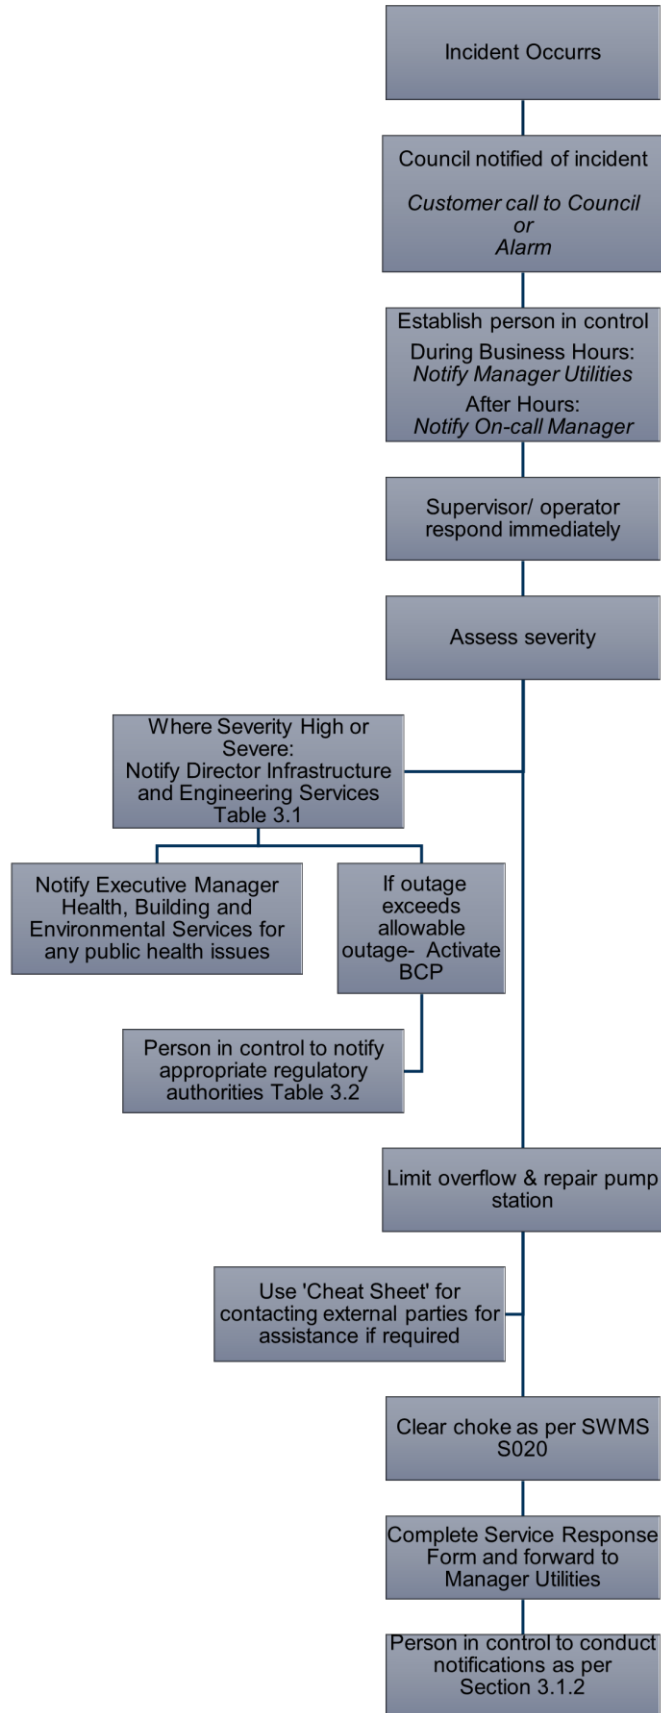 Incident Occurrs
Council notified of incident
Customer call to Council
or
Alarm
Establish person in control
During Business Hours:
Notify Manager Utilities
After Hours:
Notify On-call Manager
Supervisor/ operator
respond immediately
Assess severity
Where Severity High or
Severe:
Notify Director Infrastructure
and Engineering Services
Table 3.1
Notify Executive Manager
Health, Building and
Environmental Services for
any public health issues
If outage
exceeds
allowable
outage- Activate
BCP
Person in control to notify
appropriate regulatory
authorities Table 3.2
Limit overflow & repair pump
station
Use 'Cheat Sheet' for
contacting external parties for
assistance if required
Clear choke as per SWMS
S020
Complete Service Response
Form and forward to
Manager Utilities
Person in control to conduct
notifications as per
Section 3.1.2